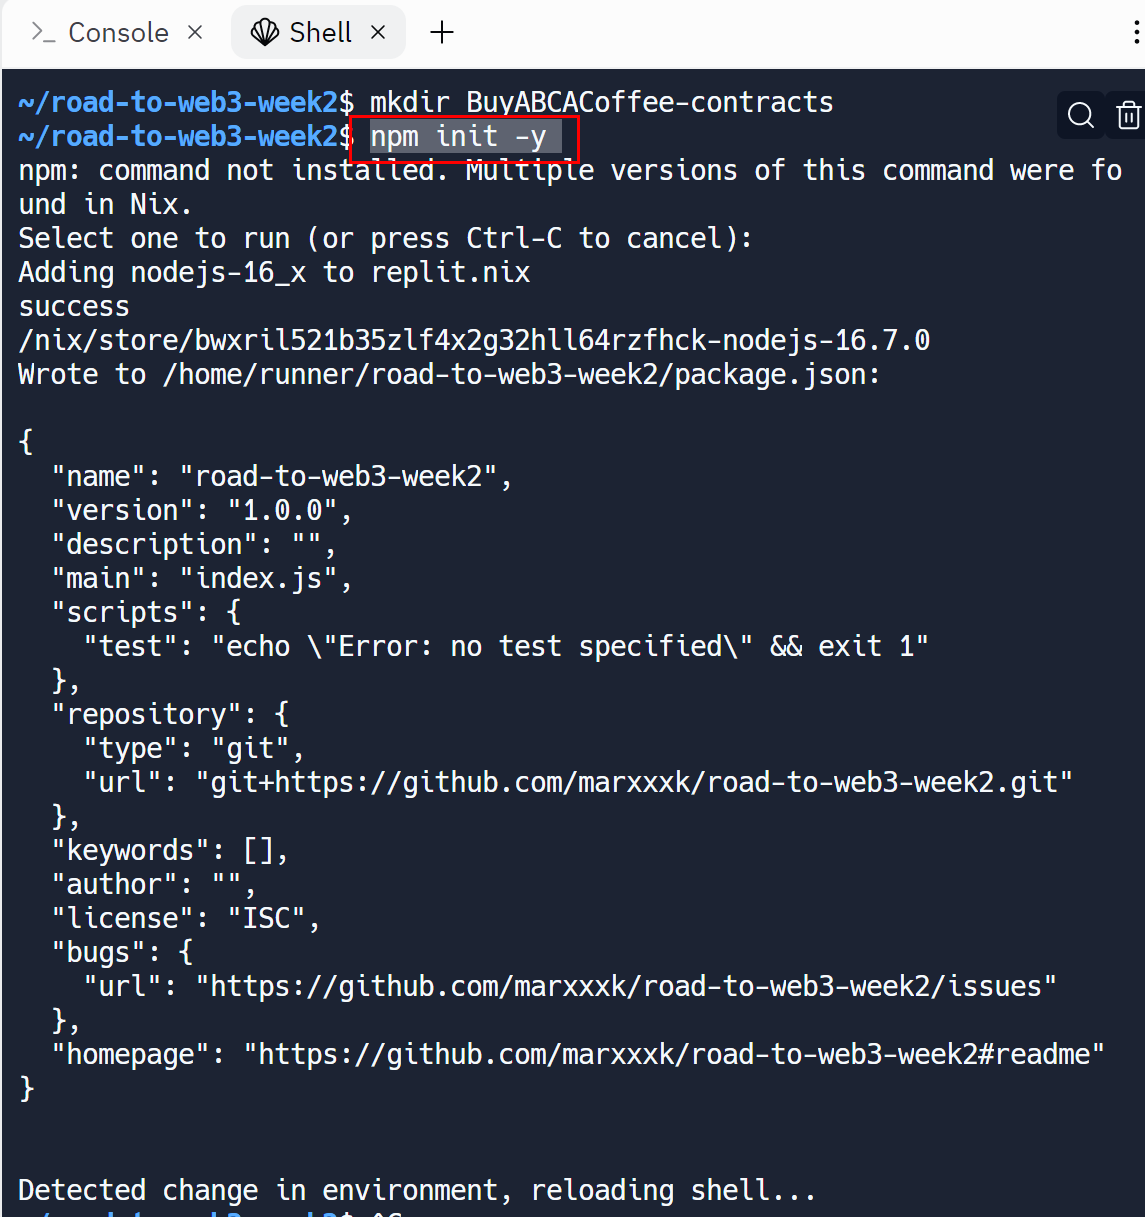 Console
Shell
~/road-to-web3-week2$ mkdir BuyABCACoffee-contracts
~/road-to-web3-week2$ npm init -y
npm: command not installed. Multiple versions of this command were fo
und in Nix.
Select one to run (or press Ctrl-C to cancel):
Adding nodejs-16_x to replit.nix
success
/nix/store/bwxril521b35zlf4x2g32hll64rzfhck-nodejs-16.7.0
Wrote to /home/runner/road-to-web3-week2/package.json:
{
  "name": "road-to-web3-week2",
  "version": "1.0.0",
  "description": "",
  "main": "index.js",
  "scripts": {
    "test": "echo \"Error: no test specified\" && exit 1"
  },
  "repository": {
    "type": "git",
    "url": "git+https://github.com/marxxxk/road-to-web3-week2.git"
  },
  "keywords": [],
  "author": "",
  "license": "ISC",
  "bugs": {
    "url": "https://github.com/marxxxk/road-to-web3-week2/issues"
  },
  "homepage": "https://github.com/marxxxk/road-to-web3-week2#readme"
}
Detected change in environment, reloading shell...
~/road-to-web3-week2$ ^C